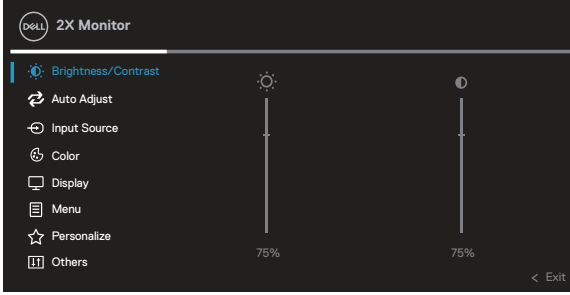 DELL
2X Monitor
Brightness/Contrast
Auto Adjust
Input Source
Color
Display
Menu
Personalize
Others
75%
75%
< Exit